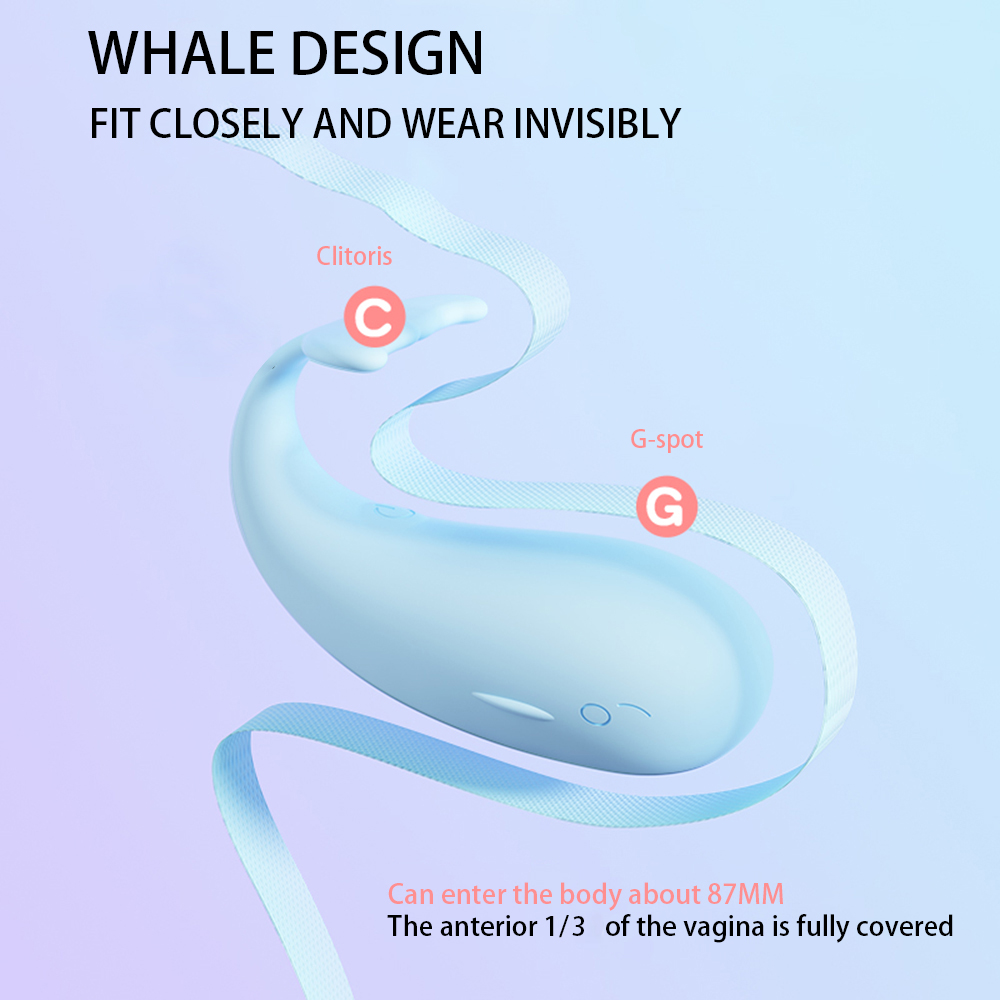 WHALE DESIGN
FIT CLOSELY AND WEAR INVISIBLY
Clitoris
C
G-spot
G
Can enter the body about 87MM
The anterior 1/3 of the vagina is fully covered